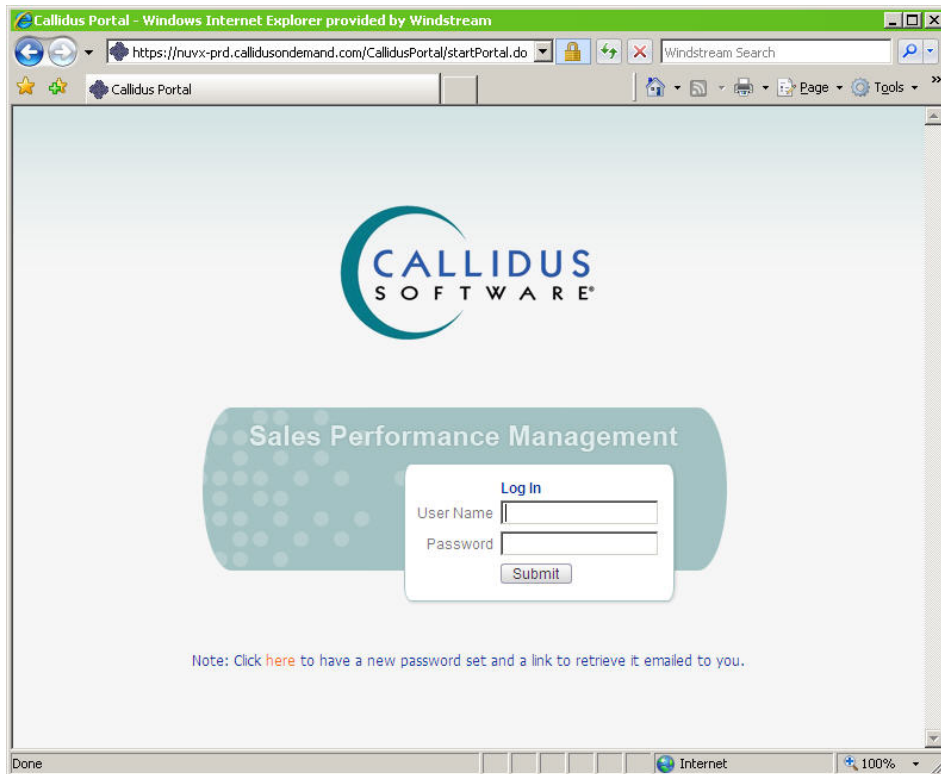 Callidus Portal - Windows Internet Explorer provided by Windstream
https://nuvx-prd.callidusondemand.com/CallidusPortal/startPortal.do
Windstream Search
Callidus Portal
Page
Tools
»
CALLIDUS
SOFTWARE®
Sales Performance Management
Log In
User Name
Password
Submit
Note: Click here to have a new password set and a link to retrieve it emailed to you.
Done
Internet
100%